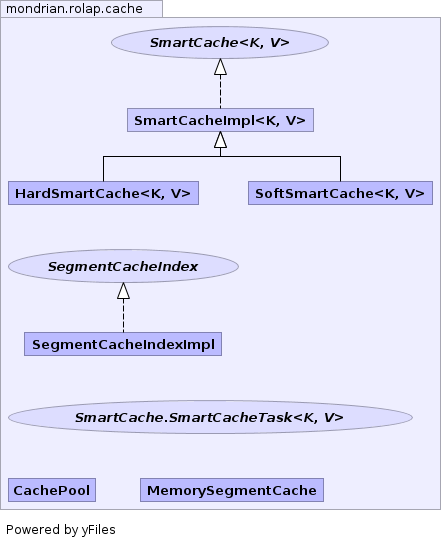 mondrian.rolap.cache
SmartCache<K, V>
SmartCacheImpl<K, V>
HardSmartCache<K, V>
SoftSmartCache<K, V>
SegmentCacheIndex
SegmentCacheIndexImpl
SmartCache.SmartCacheTask<K, V>
CachePool
MemorySegmentCache
Powered by yFiles